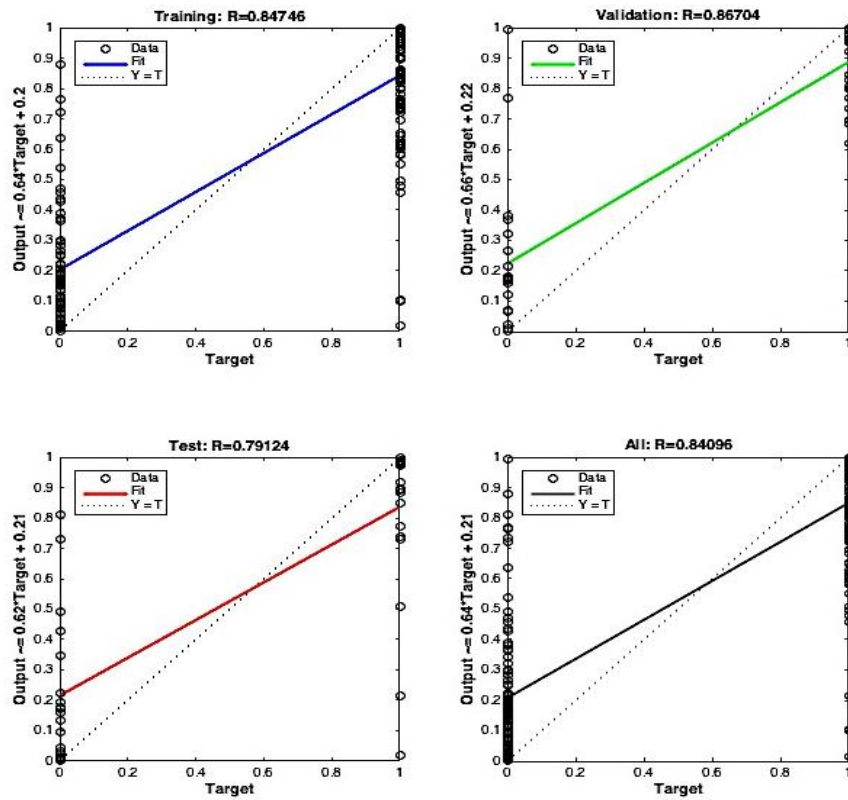 Training: R=0.84746
Output ~= 0.64*Target + 0.2
1
0.9
0.8
0.7
0.6
0.5
0.4
0.3
0.2
0.1
0
Data
Fit
Y = T
0 0.2 0.4 0.6 0.8 1
Target
Validation: R=0.86704
Output ~= 0.66*Target + 0.22
1
0.9
0.8
0.7
0.6
0.5
0.4
0.3
0.2
0.1
0
Data
Fit
Y = T
0 0.2 0.4 0.6 0.8 1
Target
Test: R=0.79124
Output ~= 0.62*Target + 0.21
1
0.9
0.8
0.7
0.6
0.5
0.4
0.3
0.2
0.1
0
Data
Fit
Y = T
0 0.2 0.4 0.6 0.8 1
Target
All: R=0.84096
Output ~= 0.64*Target + 0.21
1
0.9
0.8
0.7
0.6
0.5
0.4
0.3
0.2
0.1
0
Data
Fit
Y = T
0 0.2 0.4 0.6 0.8 1
Target